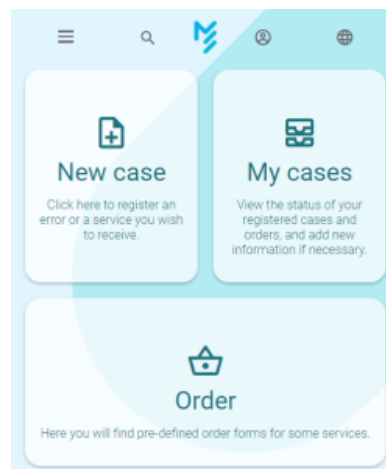 New case
Click here to register an
error or a service you wish
to receive.
My cases
View the status of your
registered cases and
orders, and add new
information if necessary.
Order
Here you will find pre-defined order forms for some services.